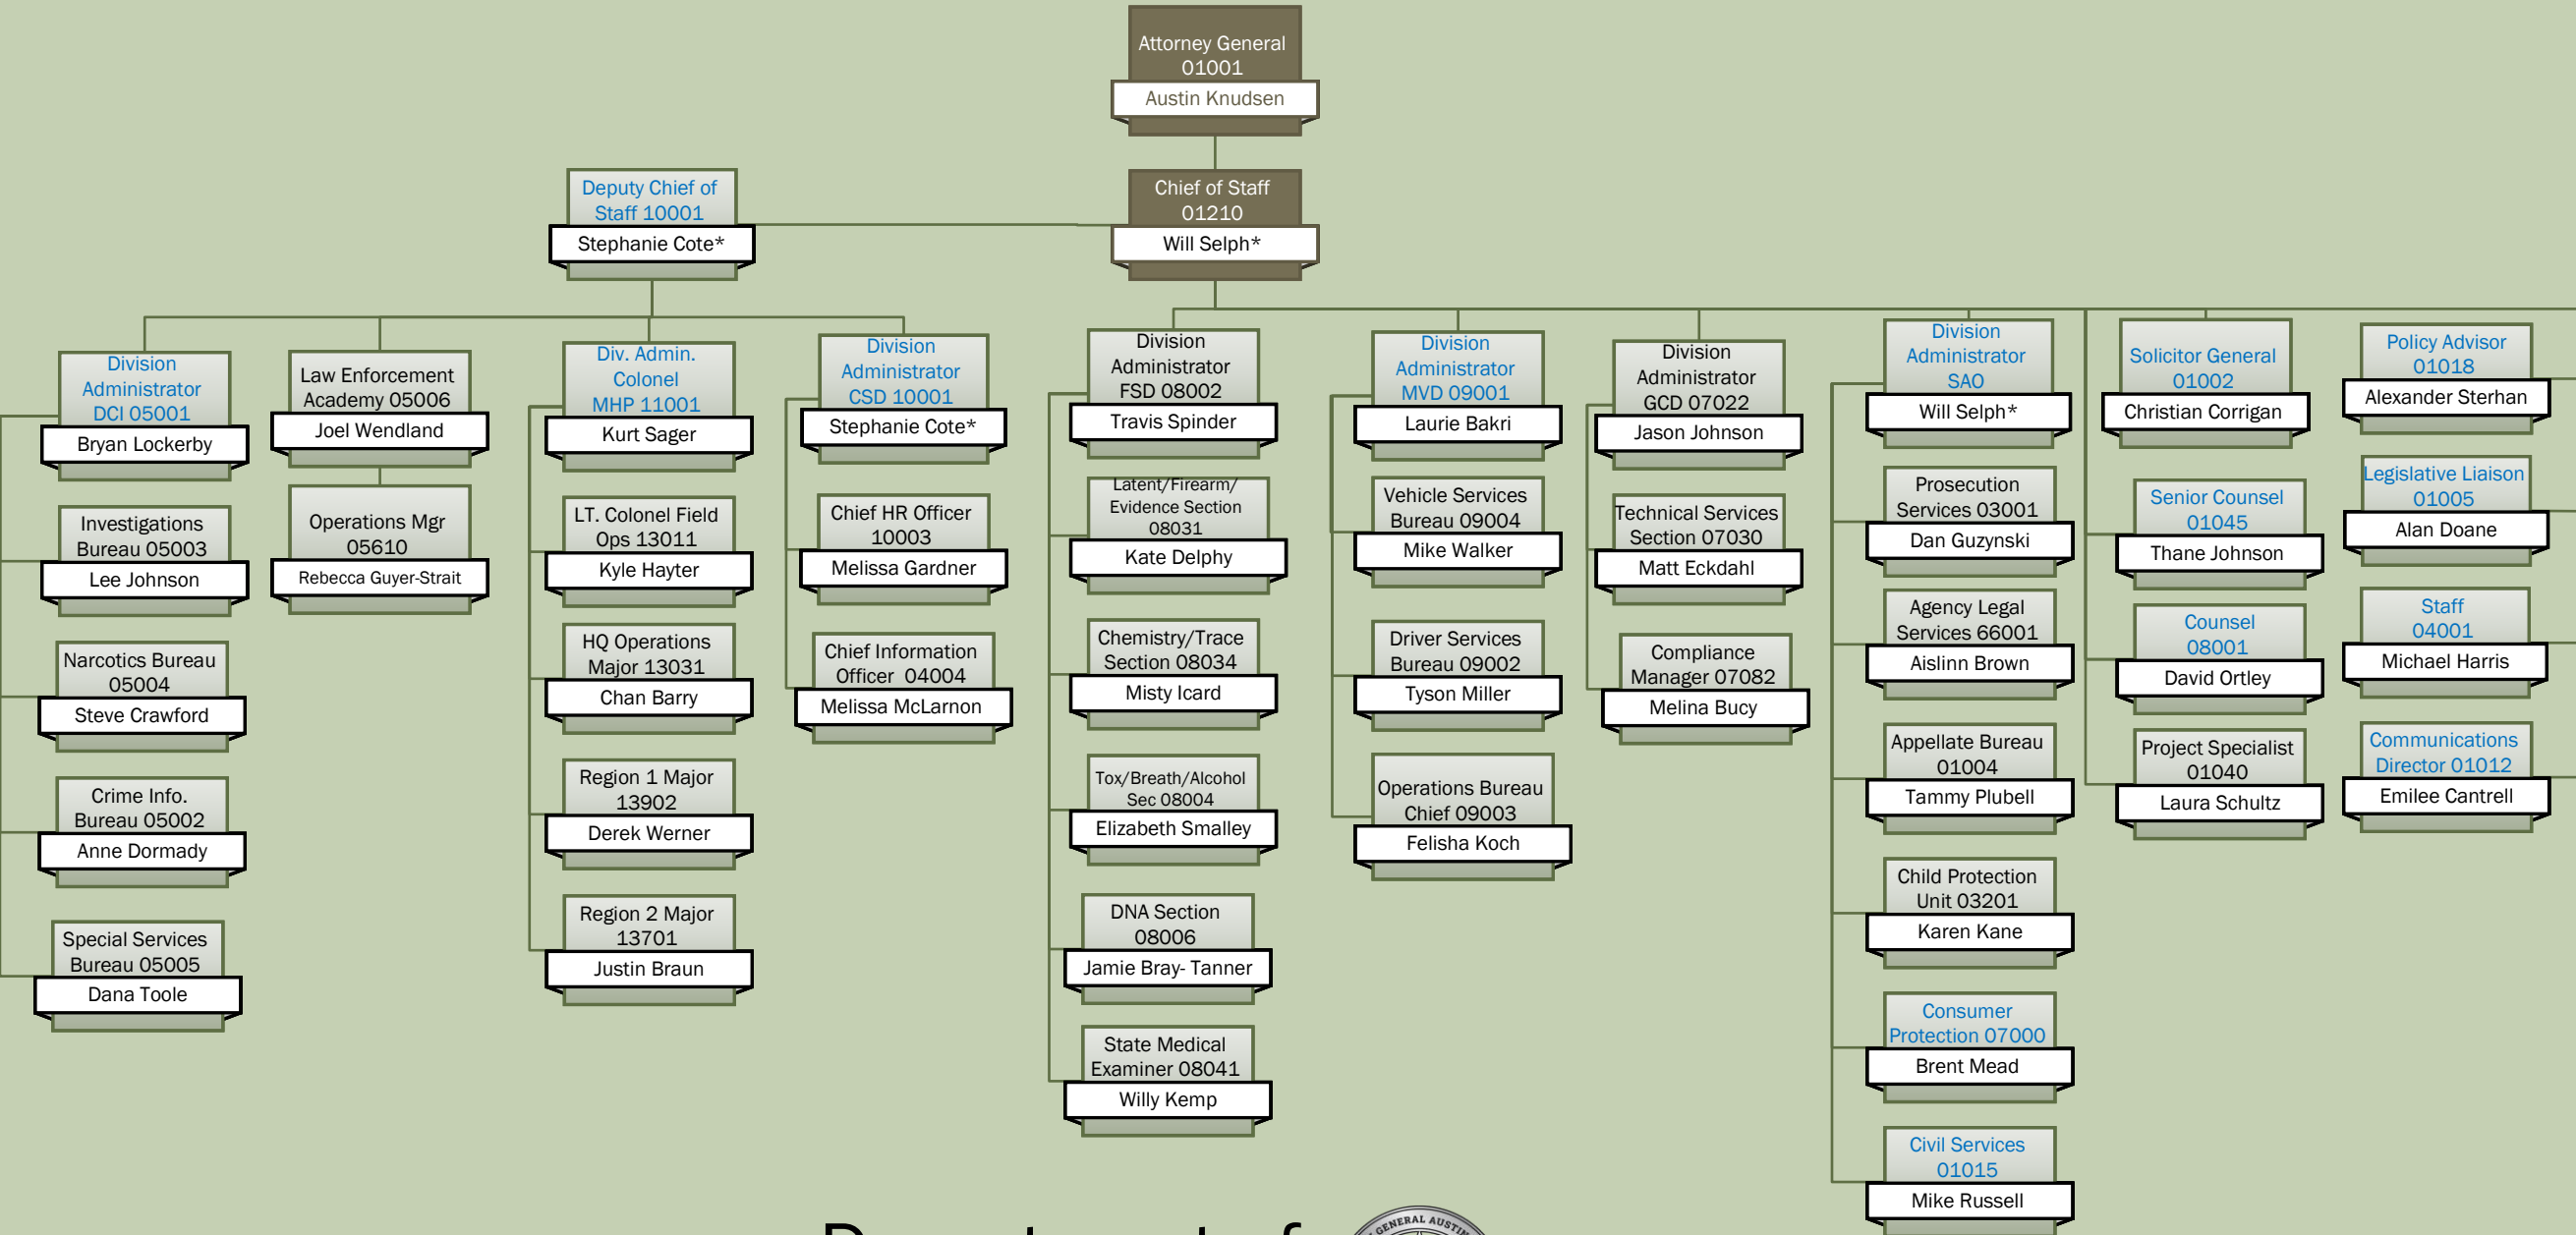 Attorney General
01001
Austin Knudsen
Deputy Chief of
Staff 10001
Stephanie Cote*
Chief of Staff
01210
Will Selph*
Division
Administrator
DCI 05001
Bryan Lockerby
Investigations
Bureau 05003
Lee Johnson
Narcotics Bureau
05004
Steve Crawford
Crime Info.
Bureau 05002
Anne Dormady
Special Services
Bureau 05005
Dana Toole
Law Enforcement
Academy 05006
Joel Wendland
Operations Mgr
05610
Rebecca Guyer-Strait
Div. Admin.
Colonel
MHP 11001
Kurt Sager
LT. Colonel Field
Ops 13011
Kyle Hayter
HQ Operations
Major 13031
Chan Barry
Region 1 Major
13902
Derek Werner
Region 2 Major
13701
Justin Braun
Division
Administrator
CSD 10001
Stephanie Cote*
Chief HR Officer
10003
Melissa Gardner
Chief Information
Officer 04004
Melissa McLarnon
Division
Administrator
FSD 08002
Travis Spinder
Latent/Firearm/
Evidence Section
08031
Kate Delphy
Chemistry/Trace
Section 08034
Misty Icard
Tox/Breath/Alcohol
Sec 08004
Elizabeth Smalley
DNA Section
08006
Jamie Bray- Tanner
State Medical
Examiner 08041
Willy Kemp
Division
Administrator
MVD 09001
Laurie Bakri
Vehicle Services
Bureau 09004
Mike Walker
Driver Services
Bureau 09002
Tyson Miller
Operations Bureau
Chief 09003
Felisha Koch
Division
Administrator
GCD 07022
Jason Johnson
Technical Services
Section 07030
Matt Eckdahl
Compliance
Manager 07082
Melina Bucy
Division
Administrator
SAO
Will Selph*
Prosecution
Services 03001
Dan Guzynski
Agency Legal
Services 66001
Aislinn Brown
Appellate Bureau
01004
Tammy Plubell
Child Protection
Unit 03201
Karen Kane
Consumer
Protection 07000
Brent Mead
Civil Services
01015
Mike Russell
Solicitor General
01002
Christian Corrigan
Senior Counsel
01045
Thane Johnson
Counsel
08001
David Ortley
Project Specialist
01040
Laura Schultz
Policy Advisor
01018
Alexander Sterhan
Legislative Liaison
01005
Alan Doane
Staff
04001
Michael Harris
Communications
Director 01012
Emilee Cantrell
GENERAL AUSTIN